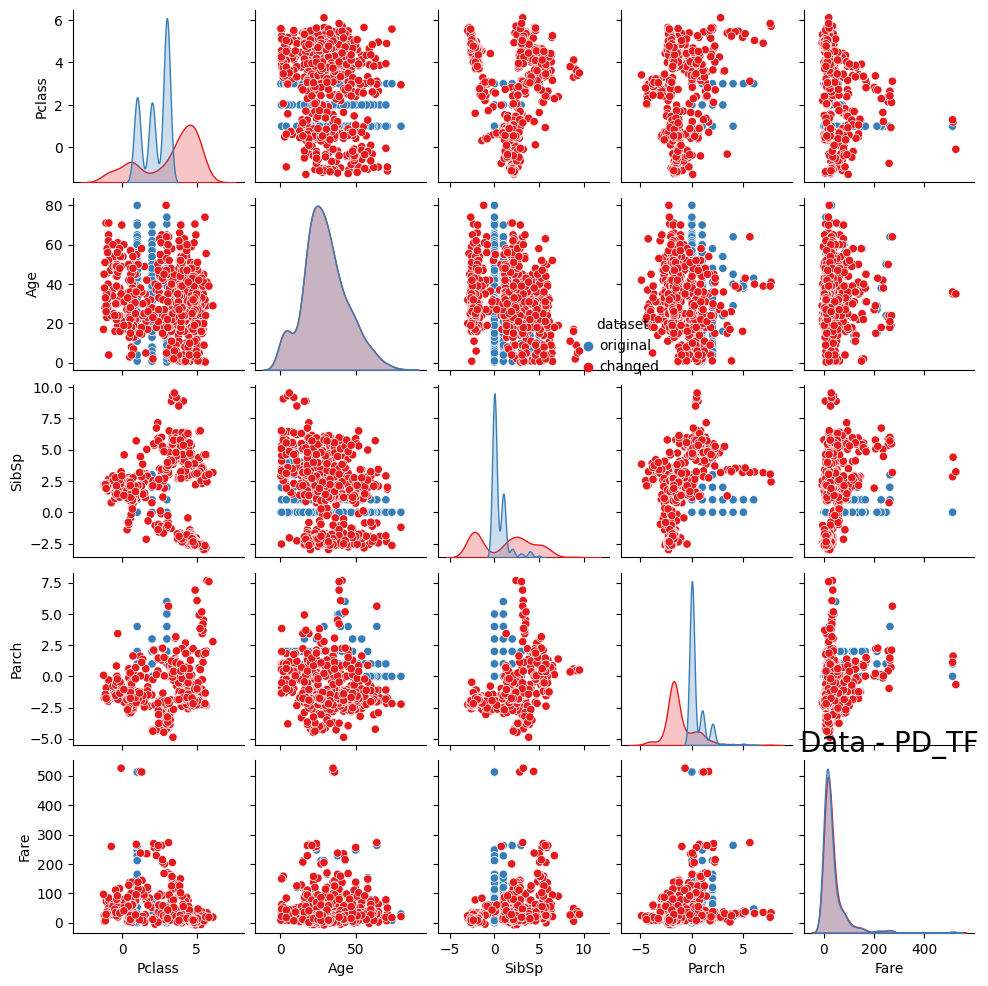 6
4
2
0
Pclass
80
60
40
20
0
Age
dataset
original
changed
10.0
7.5
5.0
2.5
0.0
−2.5
SibSp
7.5
5.0
2.5
0.0
−2.5
−5.0
Parch
Data - PD_TF
500
400
300
200
100
0
Fare
0 5
0 50
−5 0 5 10
−5 0 5
0 200 400
Pclass Age SibSp Parch Fare